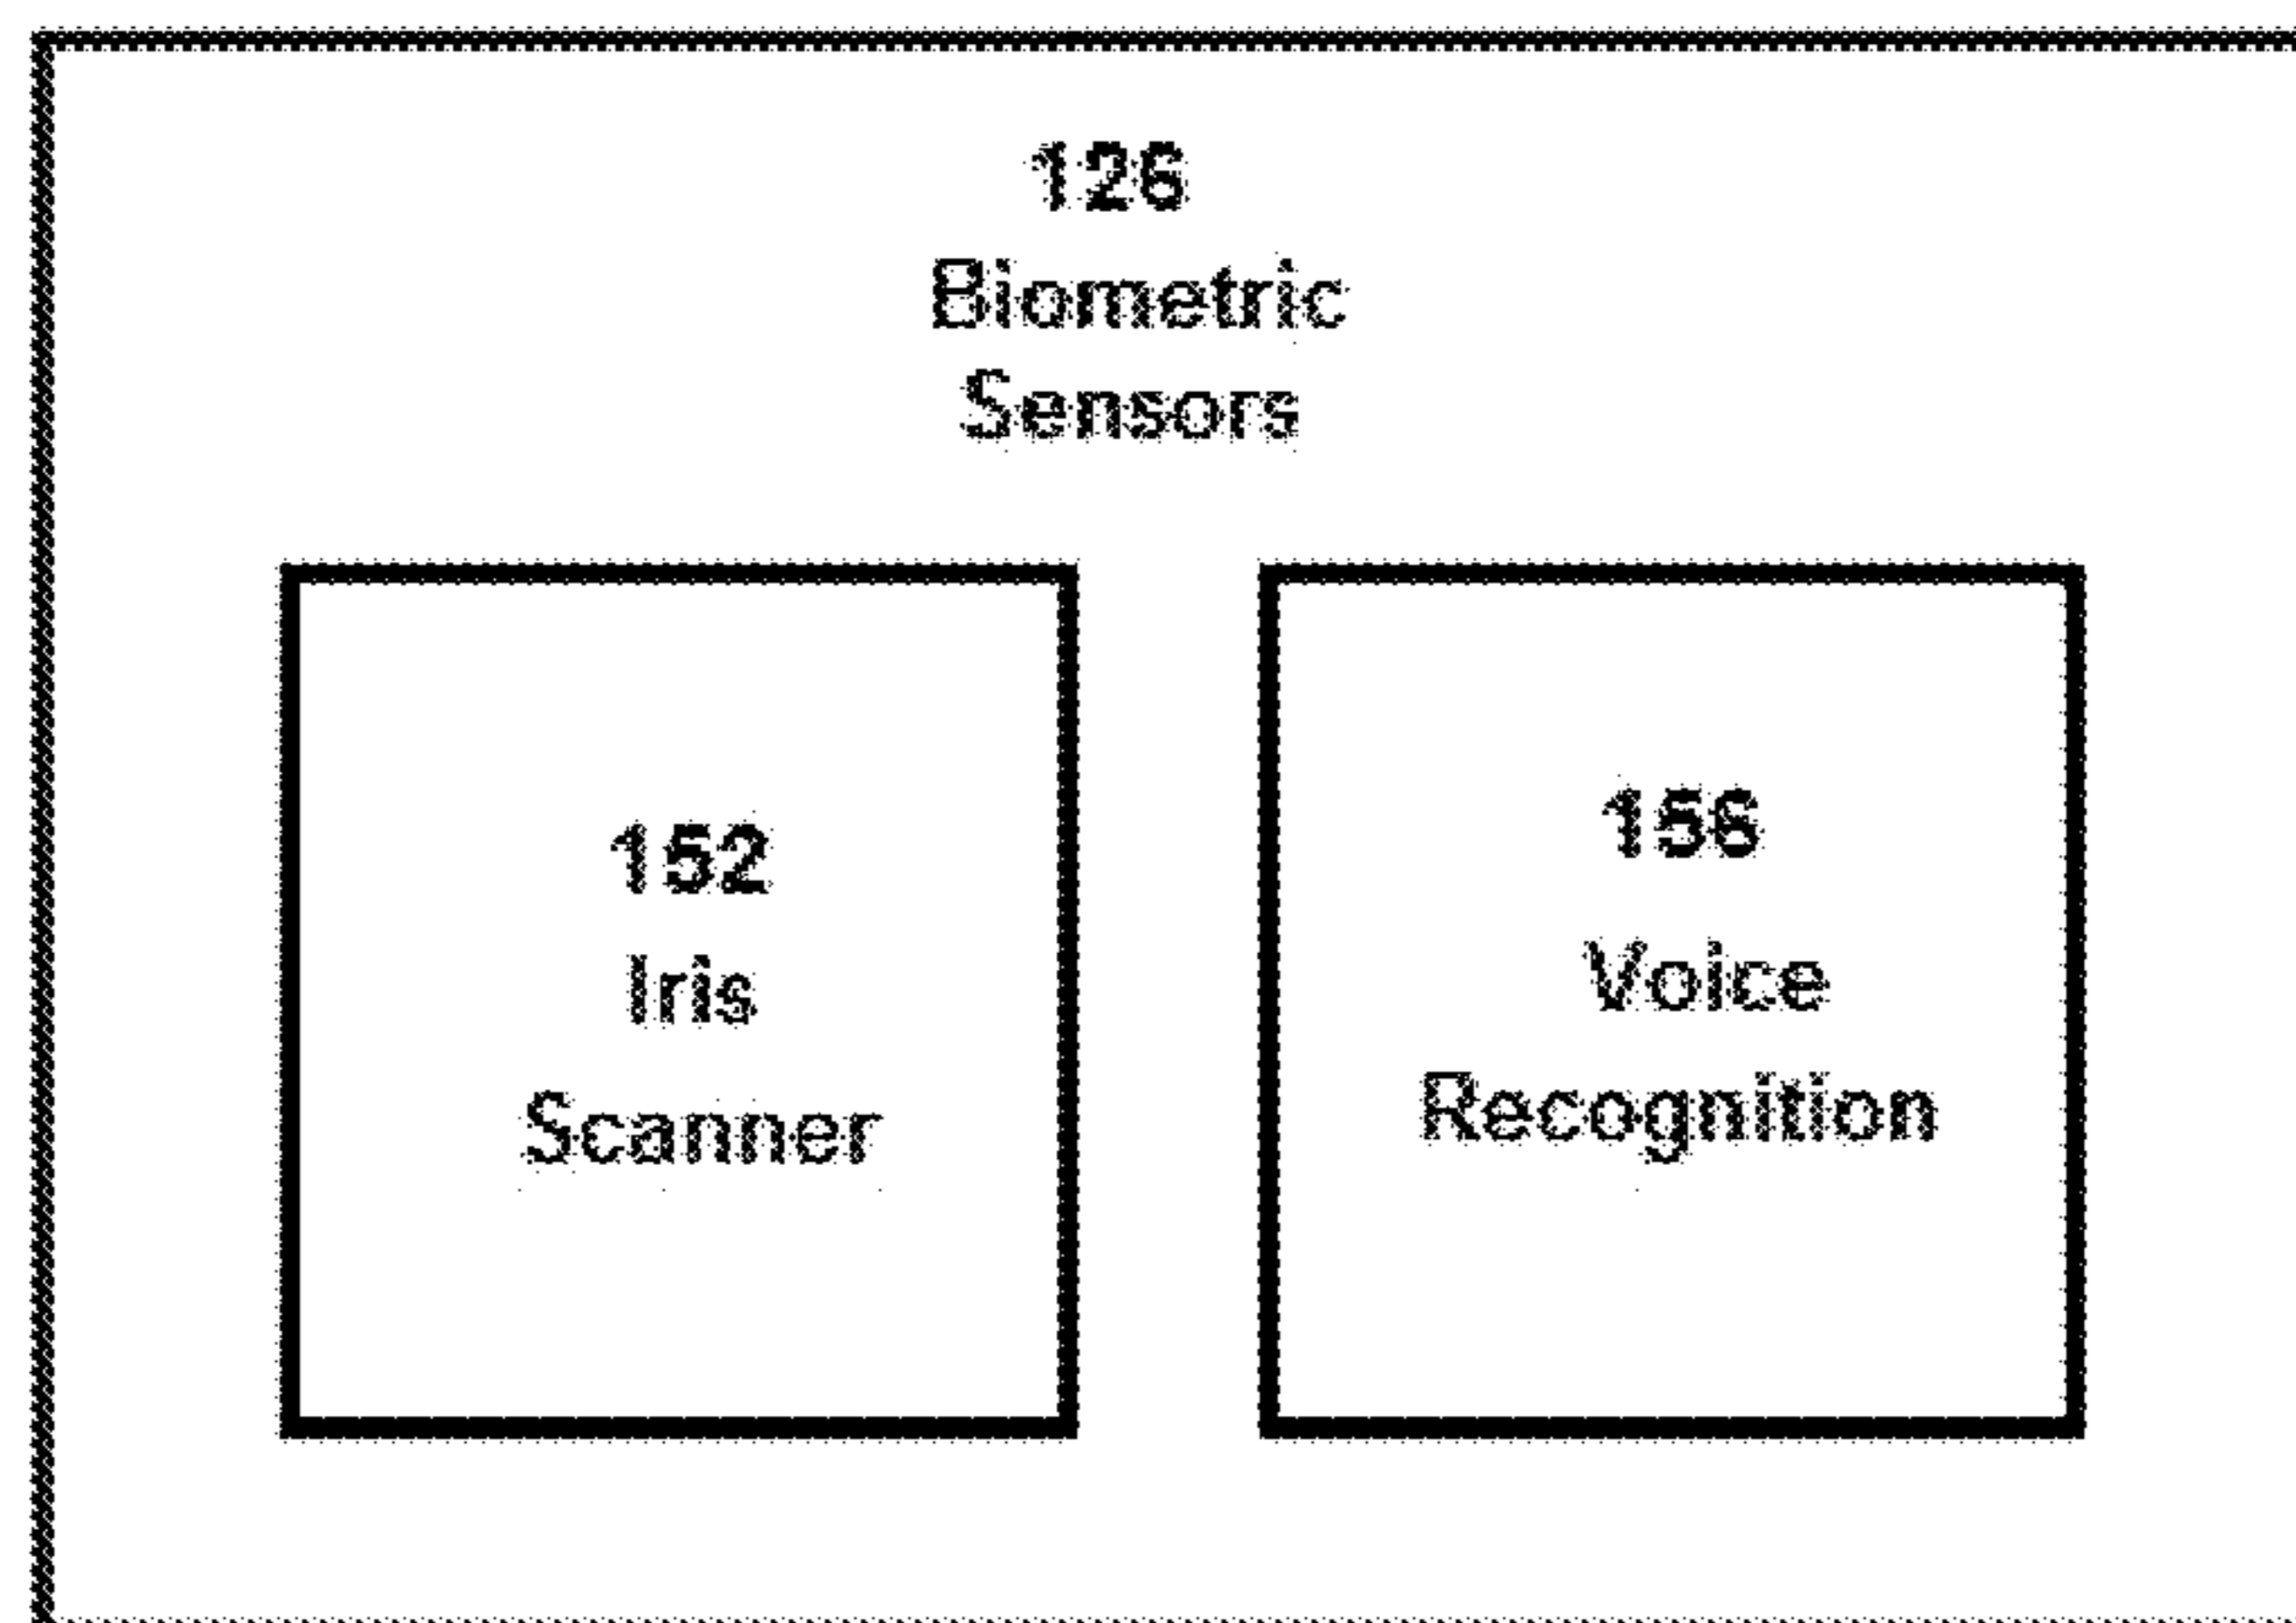 126
Biometric
Sensors
152
Iris
Scanner
156
Voice
Recognition